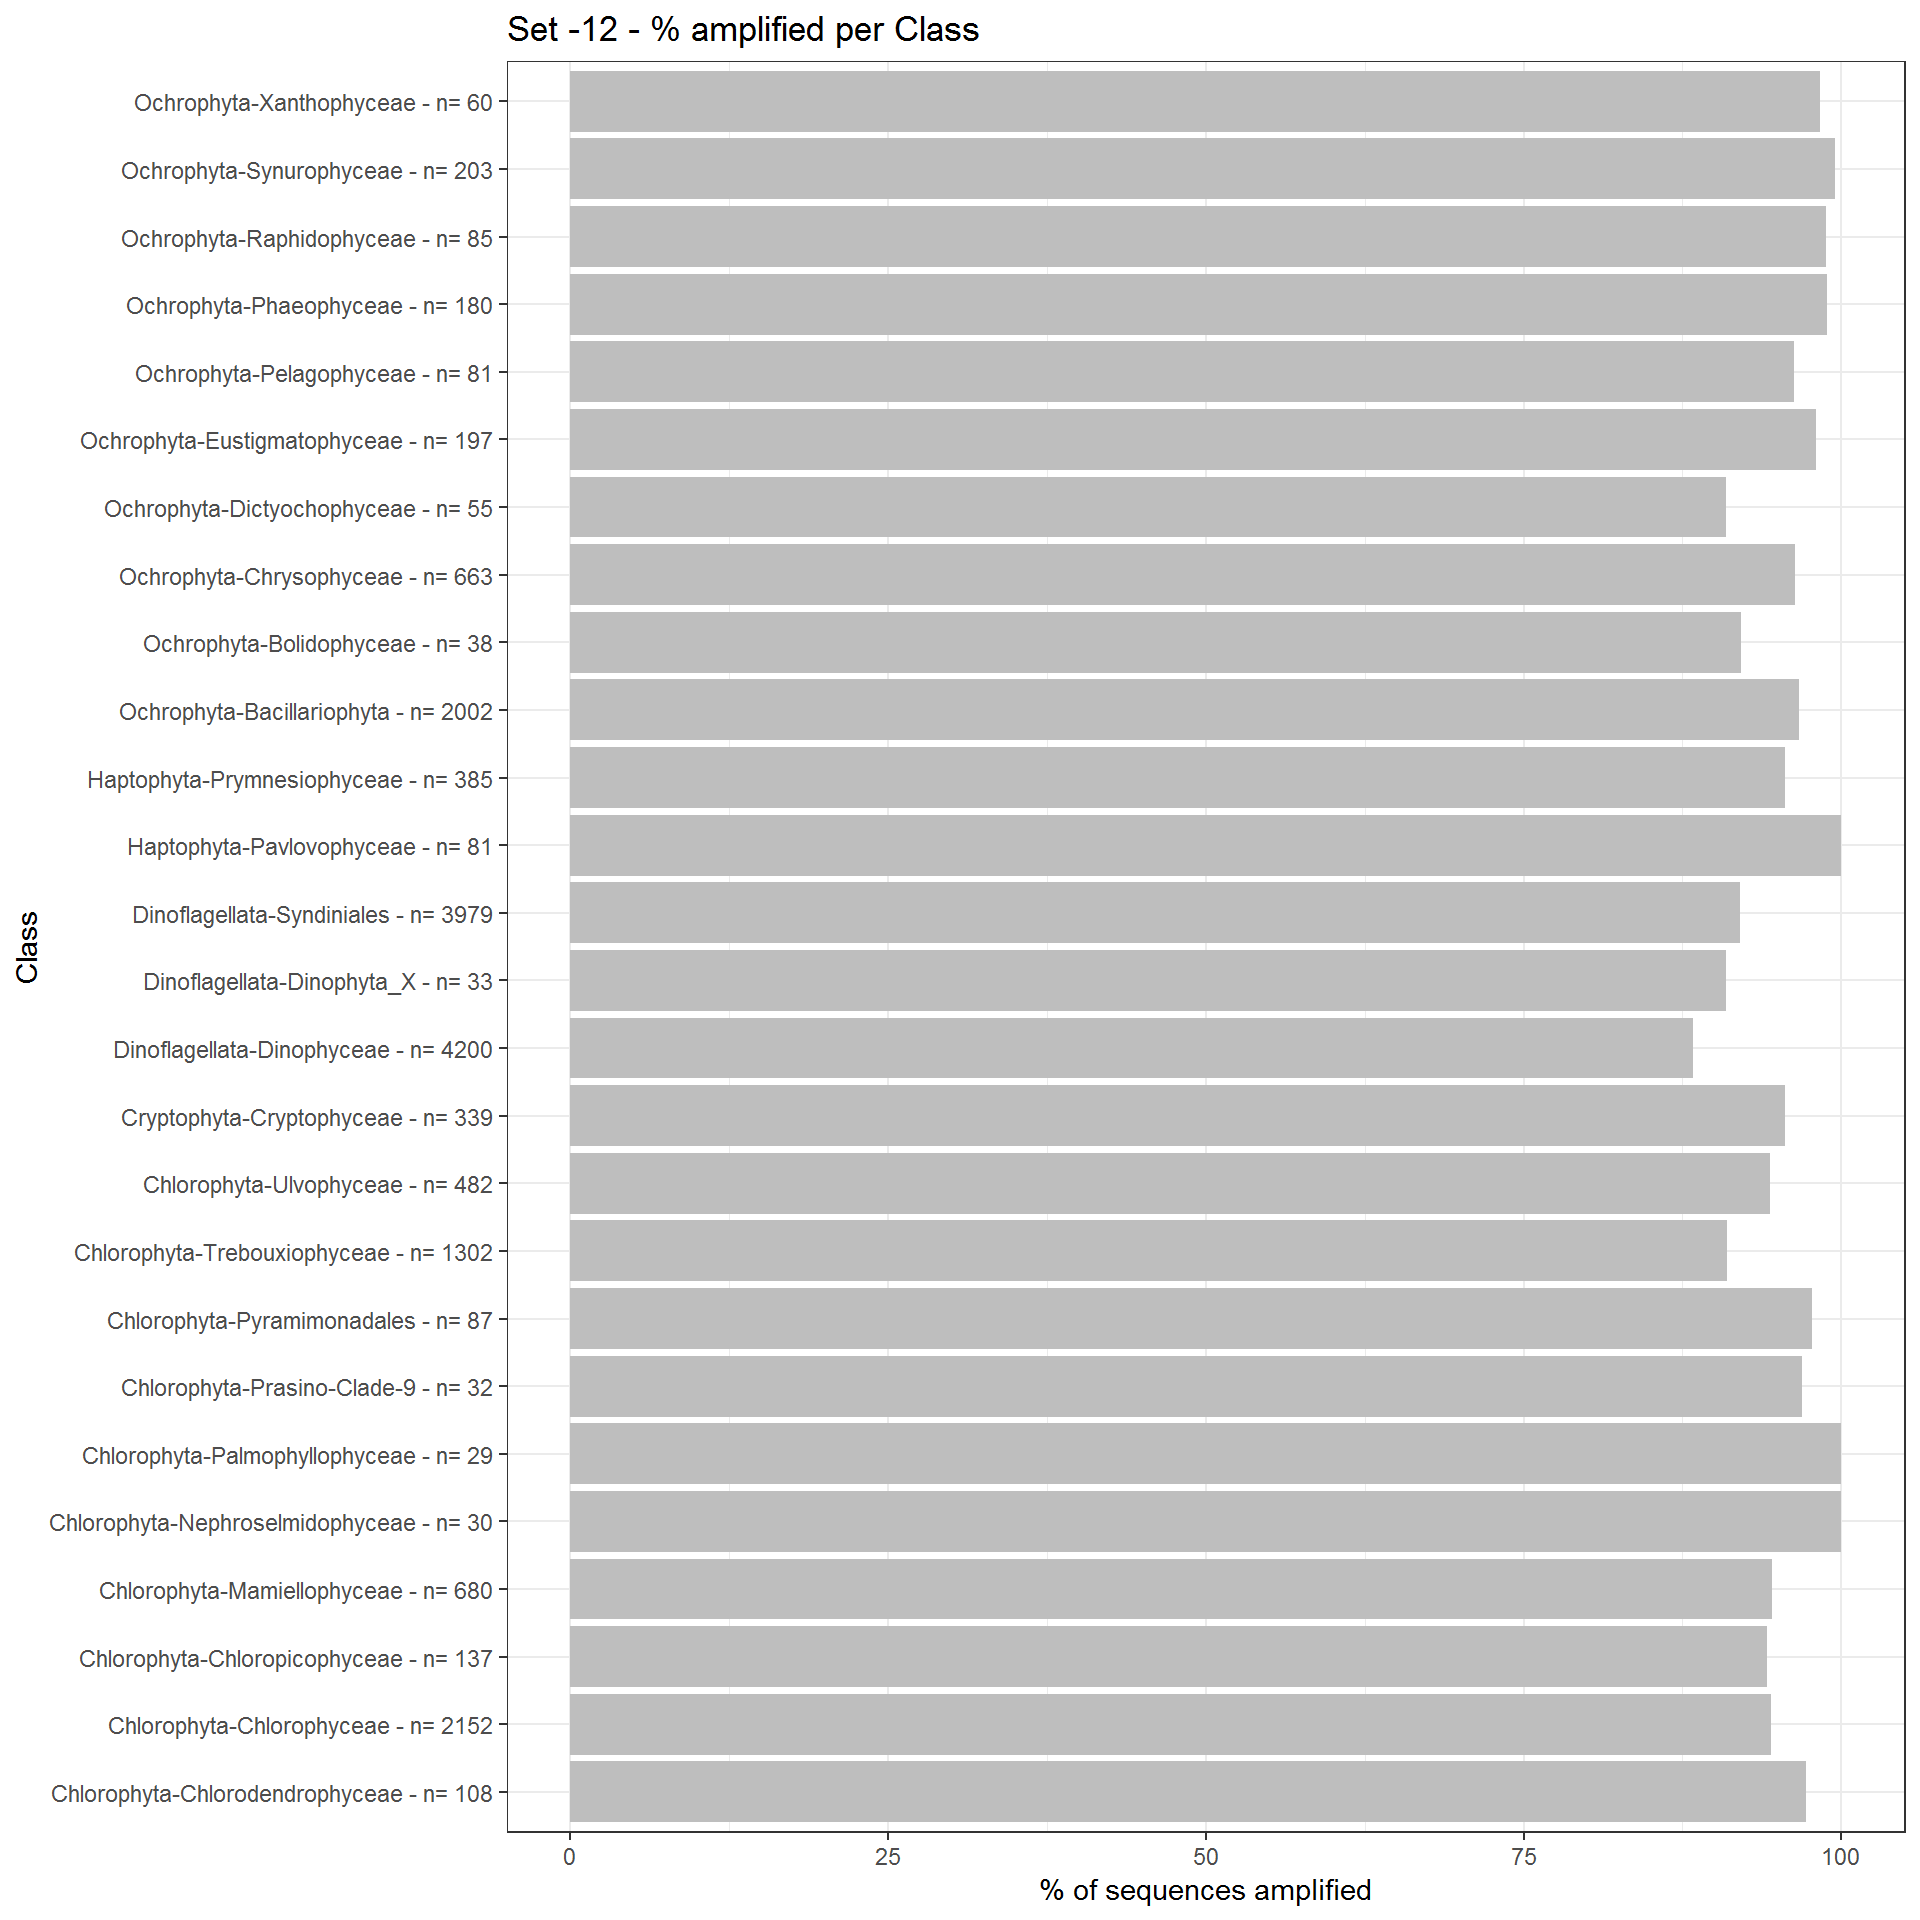 Set -12 - % amplified per Class
Ochrophyta-Xanthophyceae - n= 60
Ochrophyta-Synurophyceae - n= 203
Ochrophyta-Raphidophyceae - n= 85
Ochrophyta-Phaeophyceae - n= 180
Ochrophyta-Pelagophyceae - n= 81
Ochrophyta-Eustigmatophyceae - n= 197
Ochrophyta-Dictyochophyceae - n= 55
Ochrophyta-Chrysophyceae - n= 663
Ochrophyta-Bolidophyceae - n= 38
Ochrophyta-Bacillariophyta - n= 2002
Haptophyta-Prymnesiophyceae - n= 385
Haptophyta-Pavlovophyceae - n= 81
Dinoflagellata-Syndiniales - n= 3979
Dinoflagellata-Dinophyta_X - n= 33
Dinoflagellata-Dinophyceae - n= 4200
Cryptophyta-Cryptophyceae - n= 339
Chlorophyta-Ulvophyceae - n= 482
Chlorophyta-Trebouxiophyceae - n= 1302
Chlorophyta-Pyramimonadales - n= 87
Chlorophyta-Prasino-Clade-9 - n= 32
Chlorophyta-Palmophyllophyceae - n= 29
Chlorophyta-Nephroselmidophyceae - n= 30
Chlorophyta-Mamiellophyceae - n= 680
Chlorophyta-Chloropicophyceae - n= 137
Chlorophyta-Chlorophyceae - n= 2152
Chlorophyta-Chlorodendrophyceae - n= 108
Class
0 25 50 75 100
% of sequences amplified